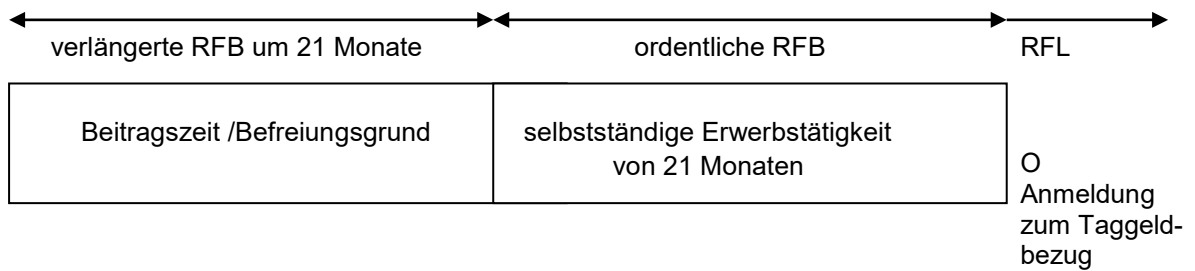 verlängerte RFB um 21 Monate
ordentliche RFB
RFL
Beitragszeit /Befreiungsgrund
selbstständige Erwerbstätigkeit
von 21 Monaten
O
Anmeldung
zum Taggeld-
bezug